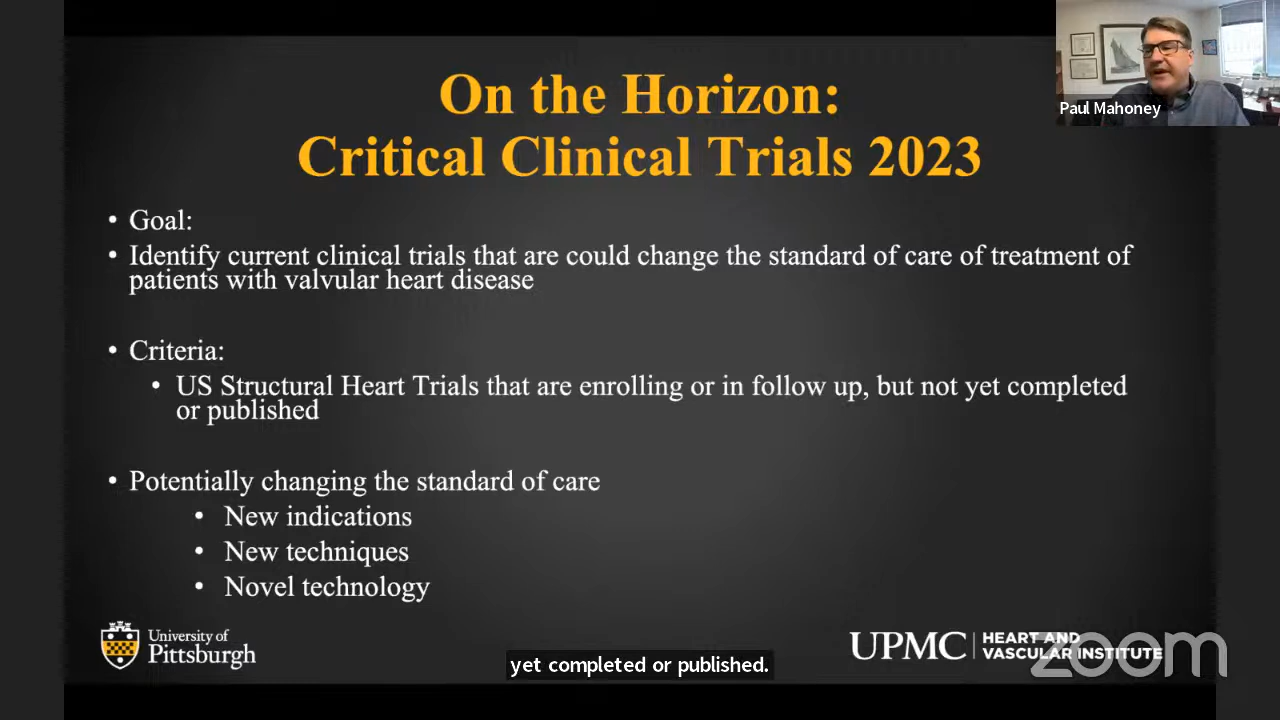 On the Horizon:
Critical Clinical Trials 2023
Paul Mahoney
• Goal:
• Identify current clinical trials that are could change the standard of care of treatment of
patients with valvular heart disease
• Criteria:
• US Structural Heart Trials that are enrolling or in follow up, but not yet completed
or published
• Potentially changing the standard of care
• New indications
• New techniques
• Novel technology
University of
Pittsburgh
yet completed or published.
UPMC
HEART AND
VASCULAR INSTITUTE
zoom